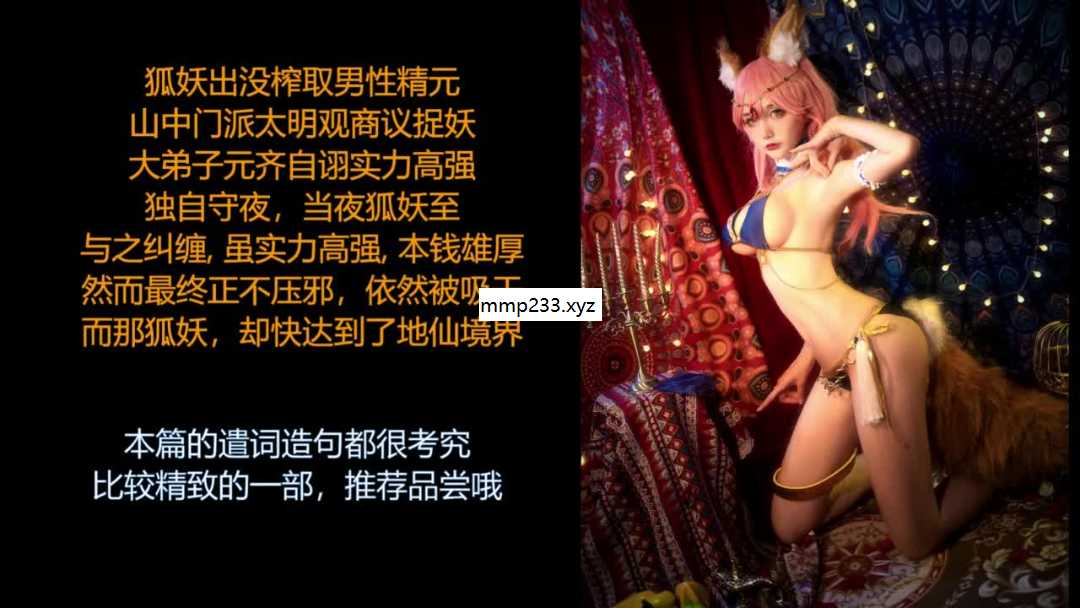 狐妖出没榨取男性精元
山中门派太明观商议捉妖
大弟子元齐自诩实力高强
独自守夜，当夜狐妖至
与之纠缠, 虽实力高强, 本钱雄厚
然而最终正不压邪，依然被吸
mmp233.xyz
而那狐妖，却快达到了地仙境界
本篇的遣词造句都很考究
比较精致的一部，推荐品尝哦